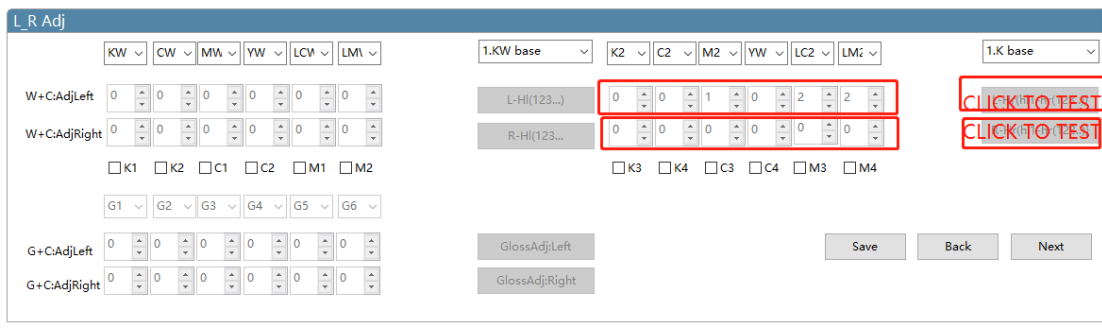 L_R Adj
KW CW MW YW LCW LM\ 1.KW base K2 C2 M2 YW LC2 LM2 1.K base
W+C:AdjLeft 0 0 0 0 0 0 L-Hl(123...) 0 0 1 0 2 2 CLICK TO TEST
W+C:AdjRight 0 0 0 0 0 0 R-Hl(123... 0 0 0 0 0 0 CLICK TO TEST
K1 K2 C1 C2 M1 M2 K3 K4 C3 C4 M3 M4
G1 G2 G3 G4 G5 G6
G+C:AdjLeft 0 0 0 0 0 0 GlossAdj:Left Save Back Next
G+C:AdjRight 0 0 0 0 0 0 GlossAdj:Right